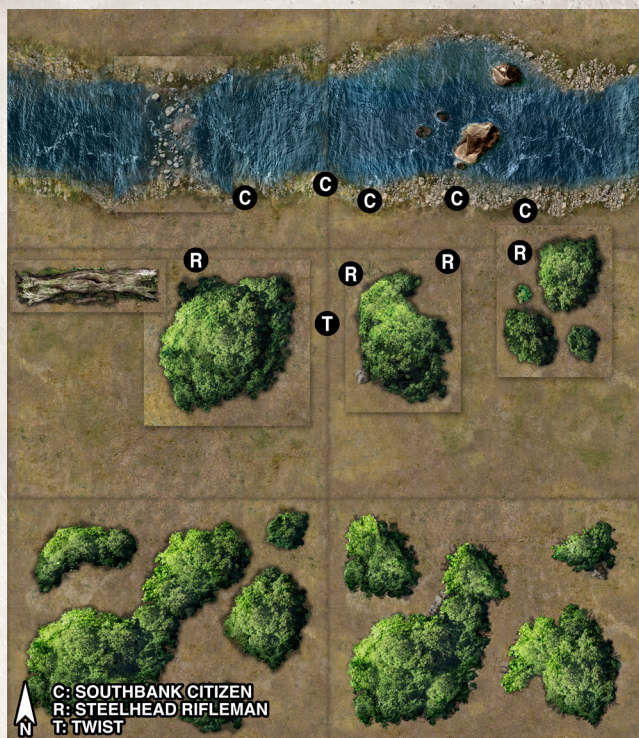 C
C
C
C
C
R
R
R
R
T
C: SOUTHBANK CITIZEN
R: STEELHEAD RIFLEMAN
T: TWIST
N